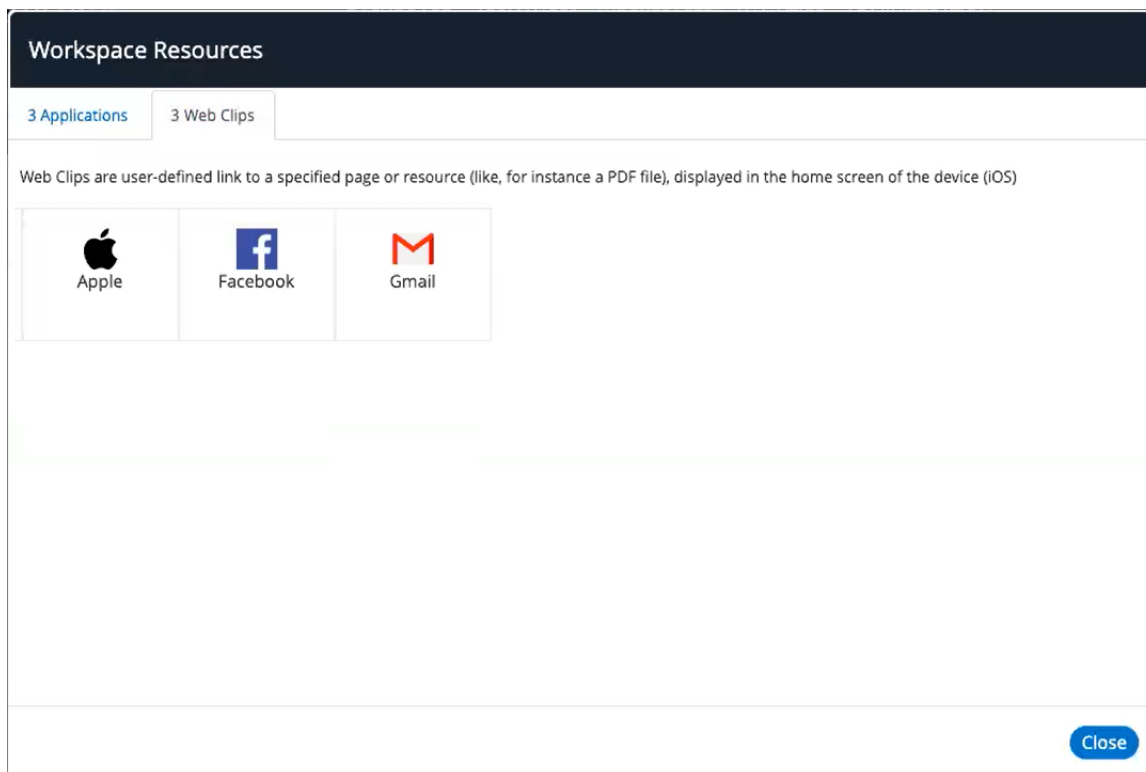 Workspace Resources
3 Applications
3 Web Clips
Web Clips are user-defined link to a specified page or resource (like, for instance a PDF file), displayed in the home screen of the device (iOS)
Apple
Facebook
Gmail
Close